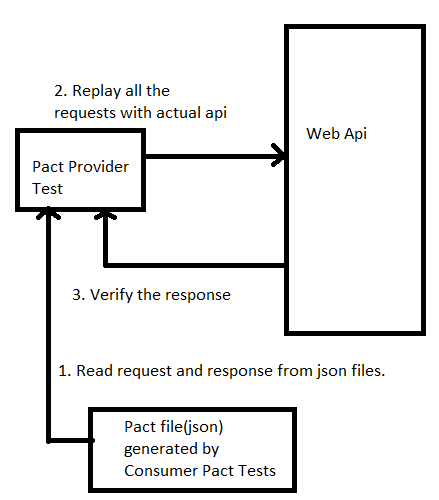 2. Replay all the
requests with actual api
Web Api
Pact Provider
Test
3. Verify the response
1. Read request and response from json files.
Pact file(json)
generated by
Consumer Pact Tests